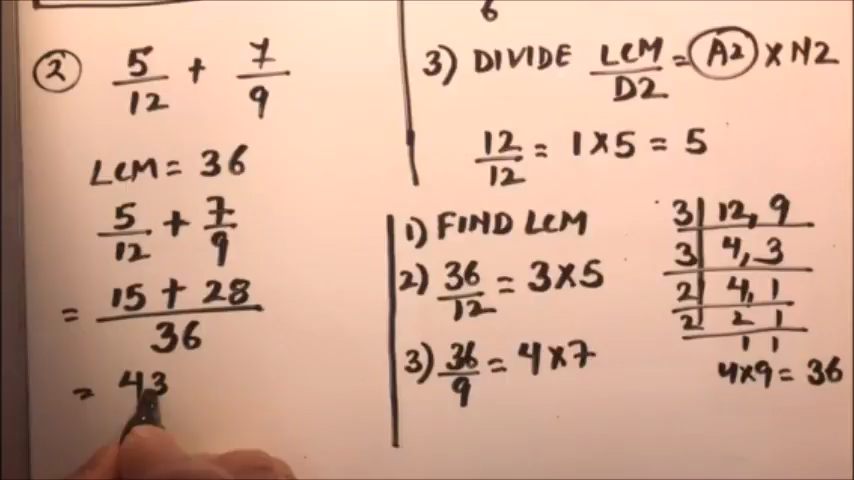 ② 5/12 + 7/9
LCM = 36
5/12 + 7/9
= 15 + 28 / 36
= 43
6
3) DIVIDE LCM/D2 = A2 × N2
12/12 = 1×5 = 5
1) FIND LCM
2) 36/12 = 3×5
3) 36/9 = 4×7
3 | 12, 9
3 | 4, 3
2 | 4, 1
2 | 2 1
1 1
4×9 = 36